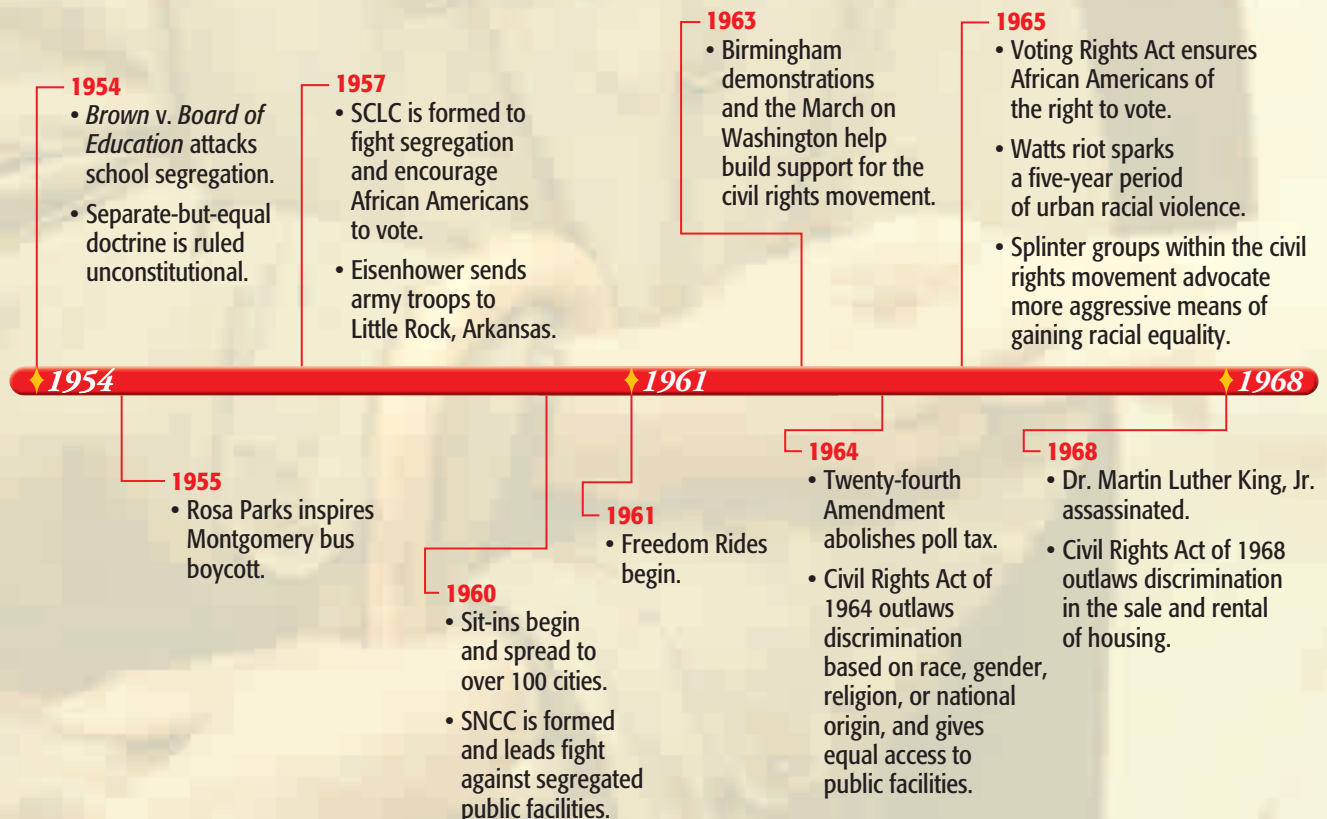 1954
• Brown v. Board of
Education attacks
school segregation.
• Separate-but-equal
doctrine is ruled
unconstitutional.
1957
• SCLC is formed to
fight segregation
and encourage
African Americans
to vote.
• Eisenhower sends
army troops to
Little Rock, Arkansas.
1963
• Birmingham
demonstrations
and the March on
Washington help
build support for the
civil rights movement.
1965
• Voting Rights Act ensures
African Americans of
the right to vote.
• Watts riot sparks
a five-year period
of urban racial violence.
• Splinter groups within the civil
rights movement advocate
more aggressive means of
gaining racial equality.
1954
1961
1968
1955
• Rosa Parks inspires
Montgomery bus
boycott.
1960
• Sit-ins begin
and spread to
over 100 cities.
• SNCC is formed
and leads fight
against segregated
public facilities.
1961
• Freedom Rides
begin.
1964
• Twenty-fourth
Amendment
abolishes poll tax.
• Civil Rights Act of
1964 outlaws
discrimination
based on race, gender,
religion, or national
origin, and gives
equal access to
public facilities.
1968
• Dr. Martin Luther King, Jr.
assassinated.
• Civil Rights Act of 1968
outlaws discrimination
in the sale and rental
of housing.